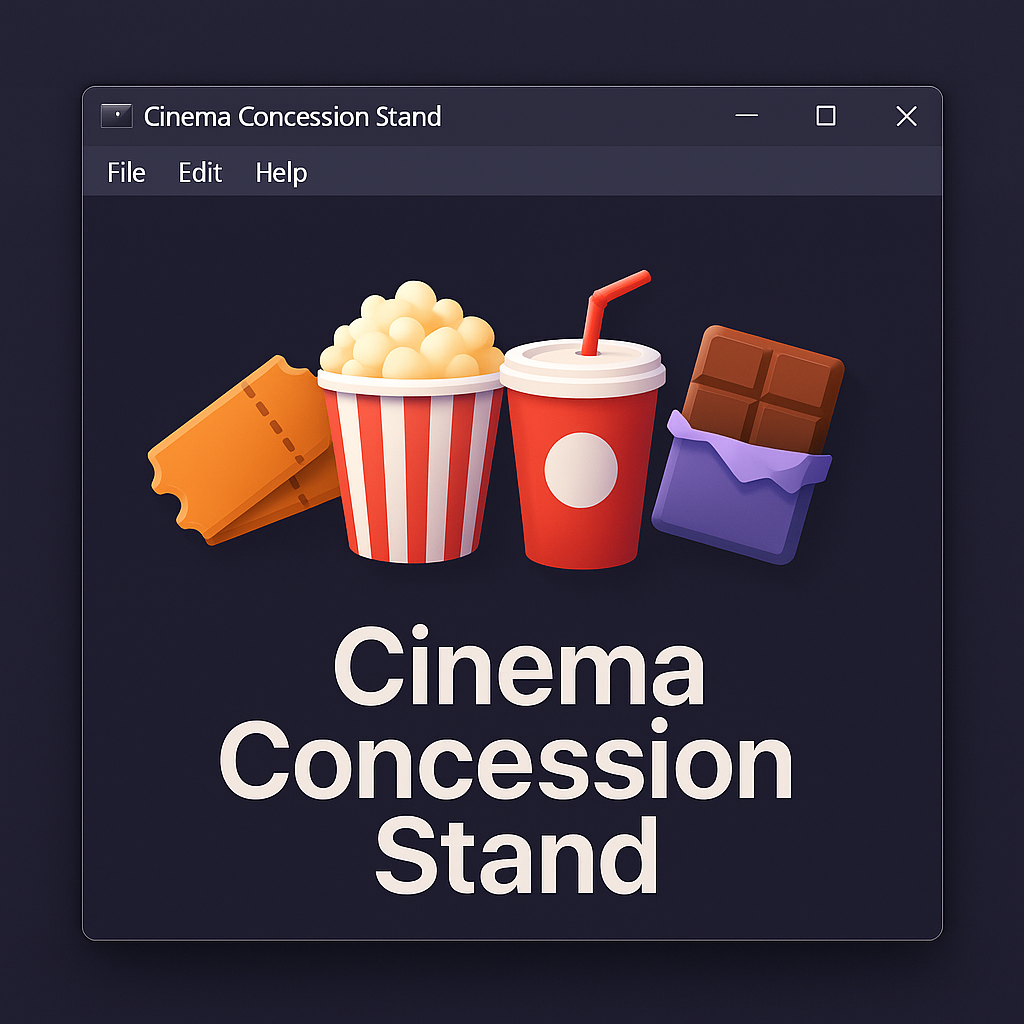 Cinema Concession Stand
File Edit Help
Cinema
Concession
Stand